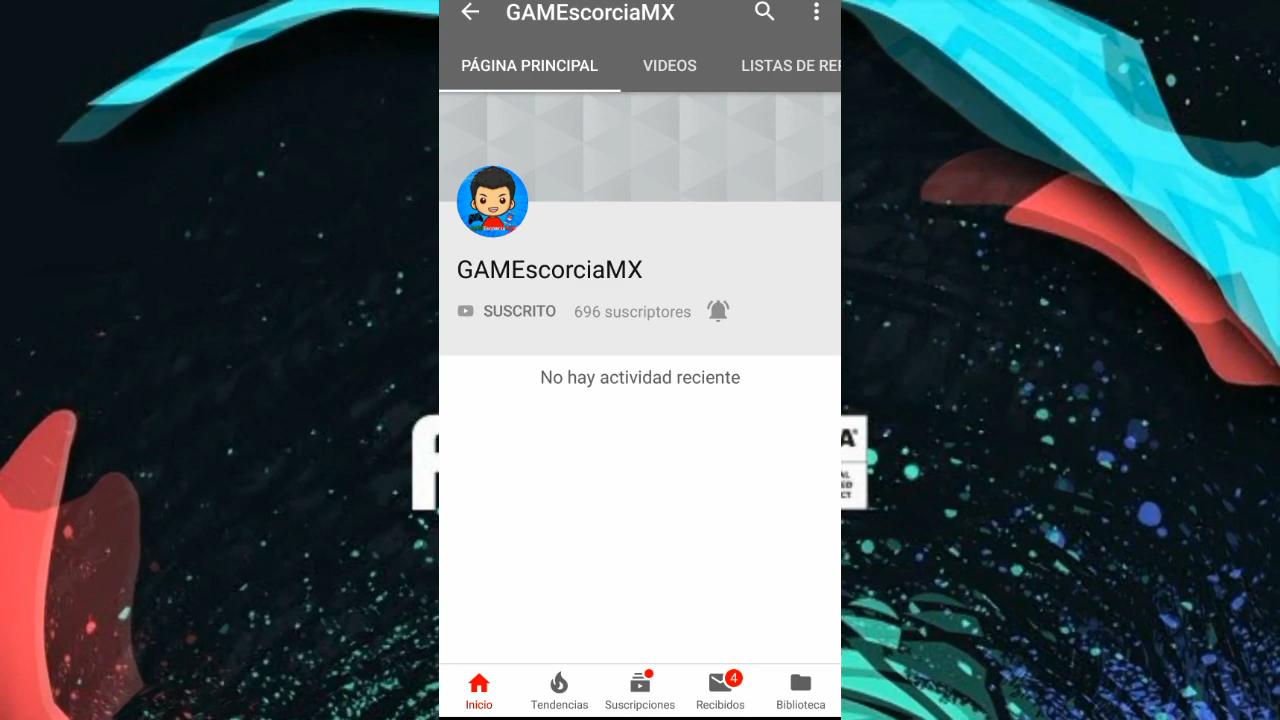 GAMEscorciaMX
PÁGINA PRINCIPAL VIDEOS LISTAS DE
GAMEscorciaMX
SUSCRITO 696 suscriptores
No hay actividad reciente
4
Inicio Tendencias Suscripciones Recibidos Biblioteca